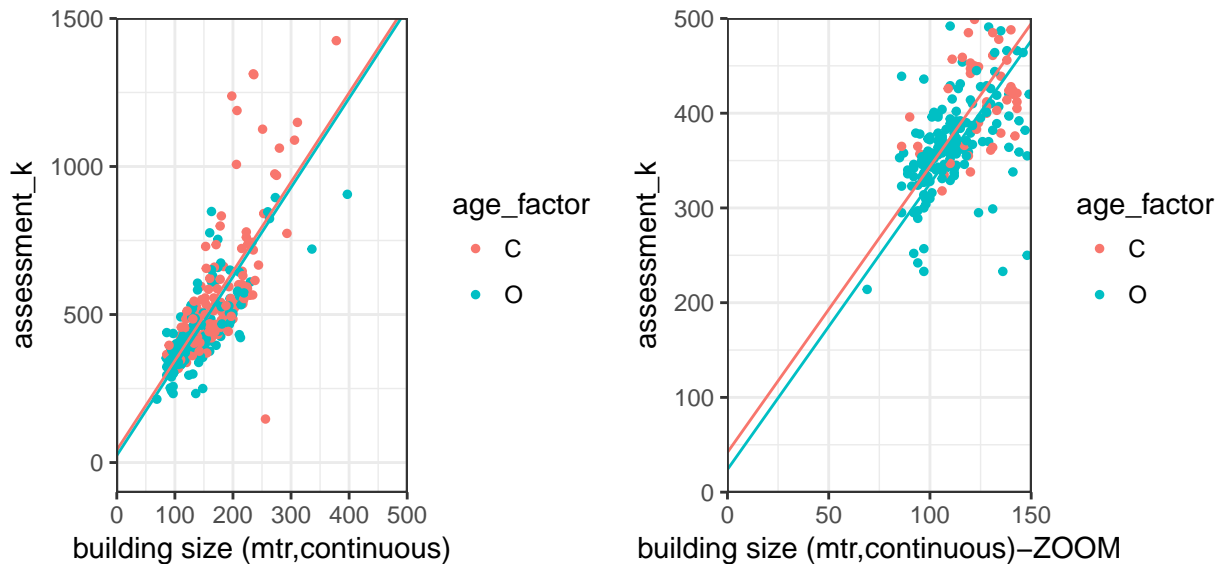 1500
1000
500
0
assessment_k
0 100 200 300 400 500
building size (mtr,continuous)
age_factor
C
O
500
400
300
200
100
0
assessment_k
0 50 100 150
building size (mtr,continuous)−ZOOM
age_factor
C
O